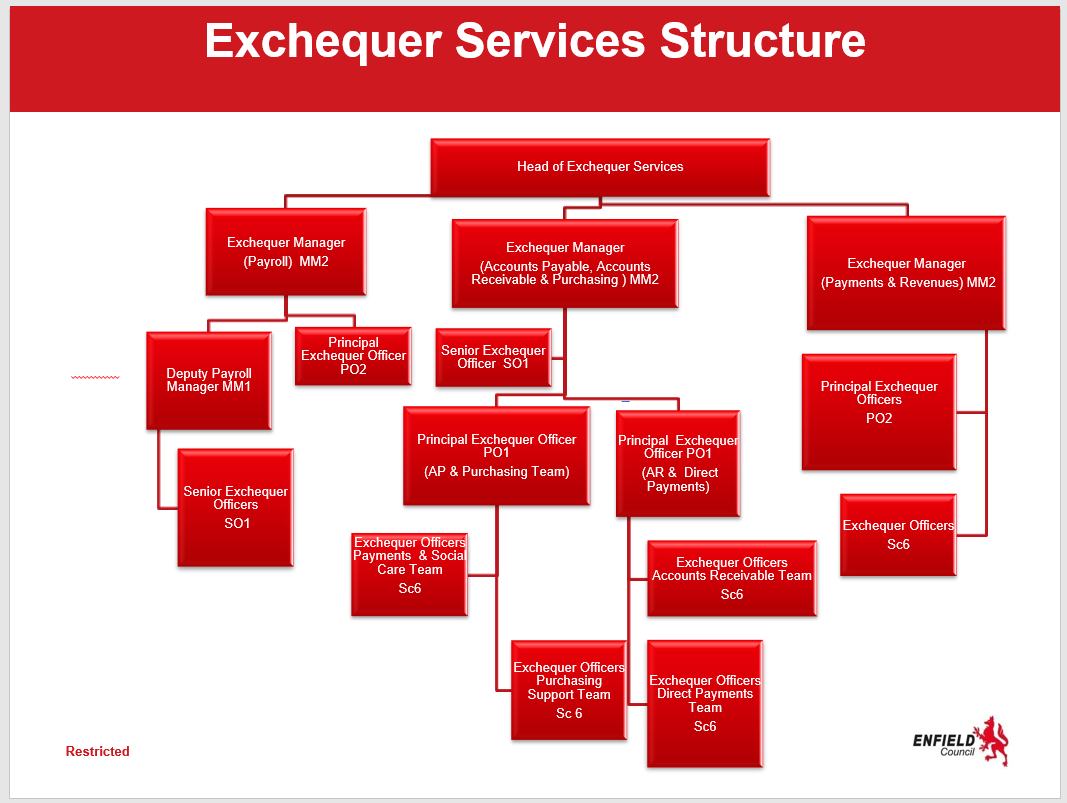 Exchequer Services Structure
Head of Exchequer Services
Exchequer Manager
(Payroll) MM2
Exchequer Manager
(Accounts Payable, Accounts
Receivable & Purchasing ) MM2
Exchequer Manager
(Payments & Revenues) MM2
Deputy Payroll
Manager MM1
Principal
Exchequer Officer
PO2
Senior Exchequer
Officer SO1
Principal Exchequer
Officers
PO2
Senior Exchequer
Officers
SO1
Principal Exchequer Officer
PO1
(AP & Purchasing Team)
Principal Exchequer
Officer PO1
(AR & Direct
Payments)
Exchequer Officers
Sc6
Exchequer Officers
Payments & Social
Care Team
Sc6
Exchequer Officers
Accounts Receivable Team
Sc6
Exchequer Officers
Purchasing
Support Team
Sc 6
Exchequer Officers
Direct Payments
Team
Sc6
Restricted
ENFIELD
Council